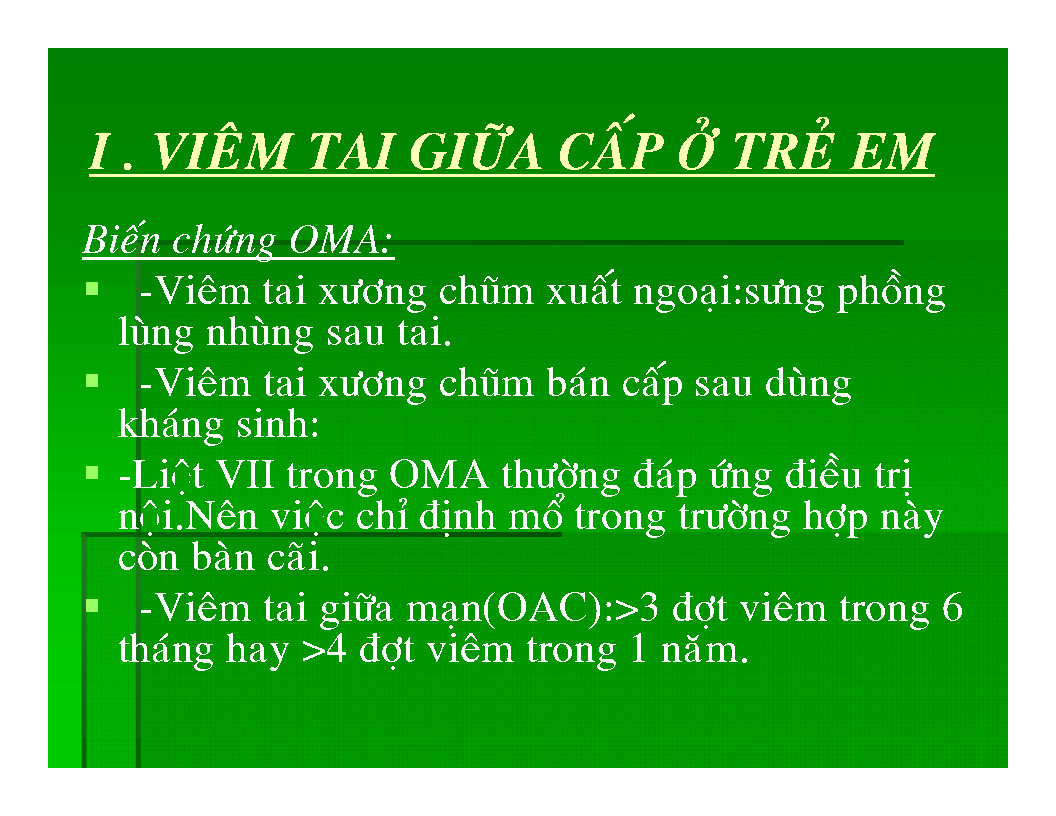 I . VIÊM TAI GIỮA CẤP Ở TRẺ EM
Biến chứng OMA:
▪ -Viêm tai xương chũm xuất ngoại:sưng phồng
lùng nhùng sau tai.
▪ -Viêm tai xương chũm bán cấp sau dùng
kháng sinh:
▪ -Liệt VII trong OMA thường đáp ứng điều trị
nội.Nên việc chỉ định mổ trong trường hợp này
còn bàn cãi.
▪ -Viêm tai giữa mạn(OAC):>3 đợt viêm trong 6
tháng hay >4 đợt viêm trong 1 năm.